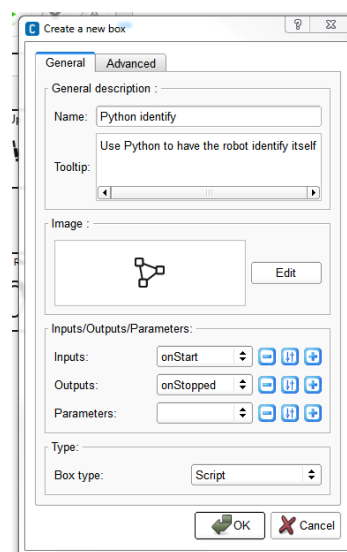 Create a new box
General Advanced
General description :
Name: Python identify
Use Python to have the robot identify itself
Tooltip:
Image :
Edit
Inputs/Outputs/Parameters:
Inputs: onStart
Outputs: onStopped
Parameters:
Type:
Box type: Script
OK Cancel